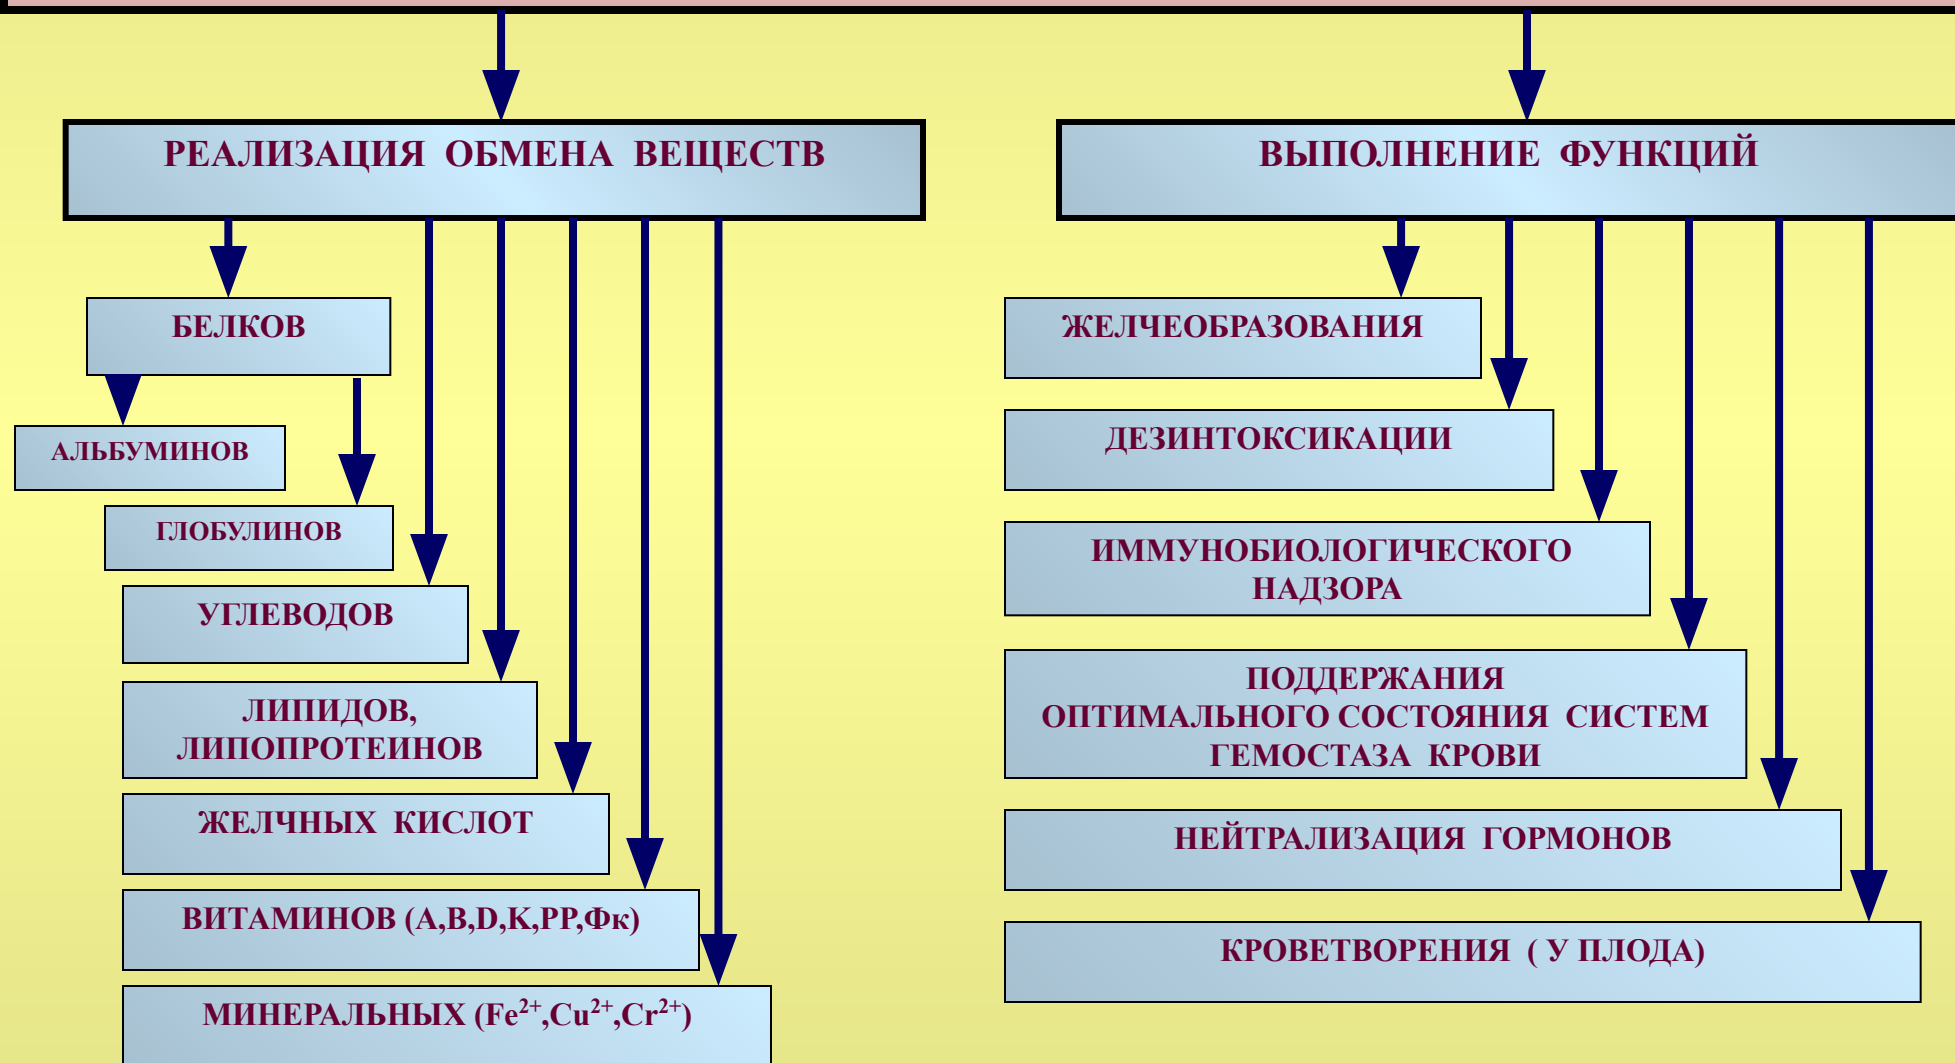 РЕАЛИЗАЦИЯ ОБМЕНА ВЕЩЕСТВ
БЕЛКОВ
АЛЬБУМИНОВ
ГЛОБУЛИНОВ
УГЛЕВОДОВ
ЛИПИДОВ,
ЛИПОПРОТЕИНОВ
ЖЕЛЧНЫХ КИСЛОТ
ВИТАМИНОВ (A,B,D,K,PP,Фк)
МИНЕРАЛЬНЫХ (Fe²⁺,Cu²⁺,Cr²⁺)
ВЫПОЛНЕНИЕ ФУНКЦИЙ
ЖЕЛЧЕОБРАЗОВАНИЯ
ДЕЗИНТОКСИКАЦИИ
ИММУНОБИОЛОГИЧЕСКОГО
НАДЗОРА
ПОДДЕРЖАНИЯ
ОПТИМАЛЬНОГО СОСТОЯНИЯ СИСТЕМ
ГЕМОСТАЗА КРОВИ
НЕЙТРАЛИЗАЦИЯ ГОРМОНОВ
КРОВЕТВОРЕНИЯ ( У ПЛОДА)